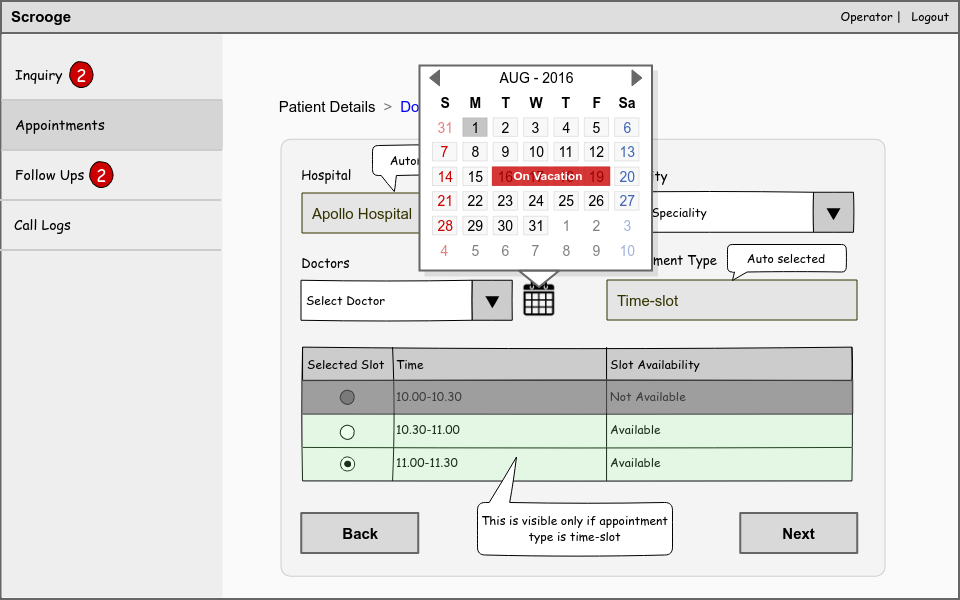 Scrooge
Operator | Logout
Inquiry 2
Appointments
Follow Ups 2
Call Logs
Patient Details > Do
AUG - 2016
S M T W T F Sa
31 1 2 3 4 5 6
7 8 9 10 11 12 13
14 15 16 On Vacation 19 20
21 22 23 24 25 26 27
28 29 30 31 1 2 3
4 5 6 7 8 9 10
Hospital
Apollo Hospital
Speciality
Doctors
Select Doctor
ment Type
Auto selected
Time-slot
Selected Slot Time Slot Availability
10.00-10.30 Not Available
10.30-11.00 Available
11.00-11.30 Available
This is visible only if appointment
type is time-slot
Back
Next